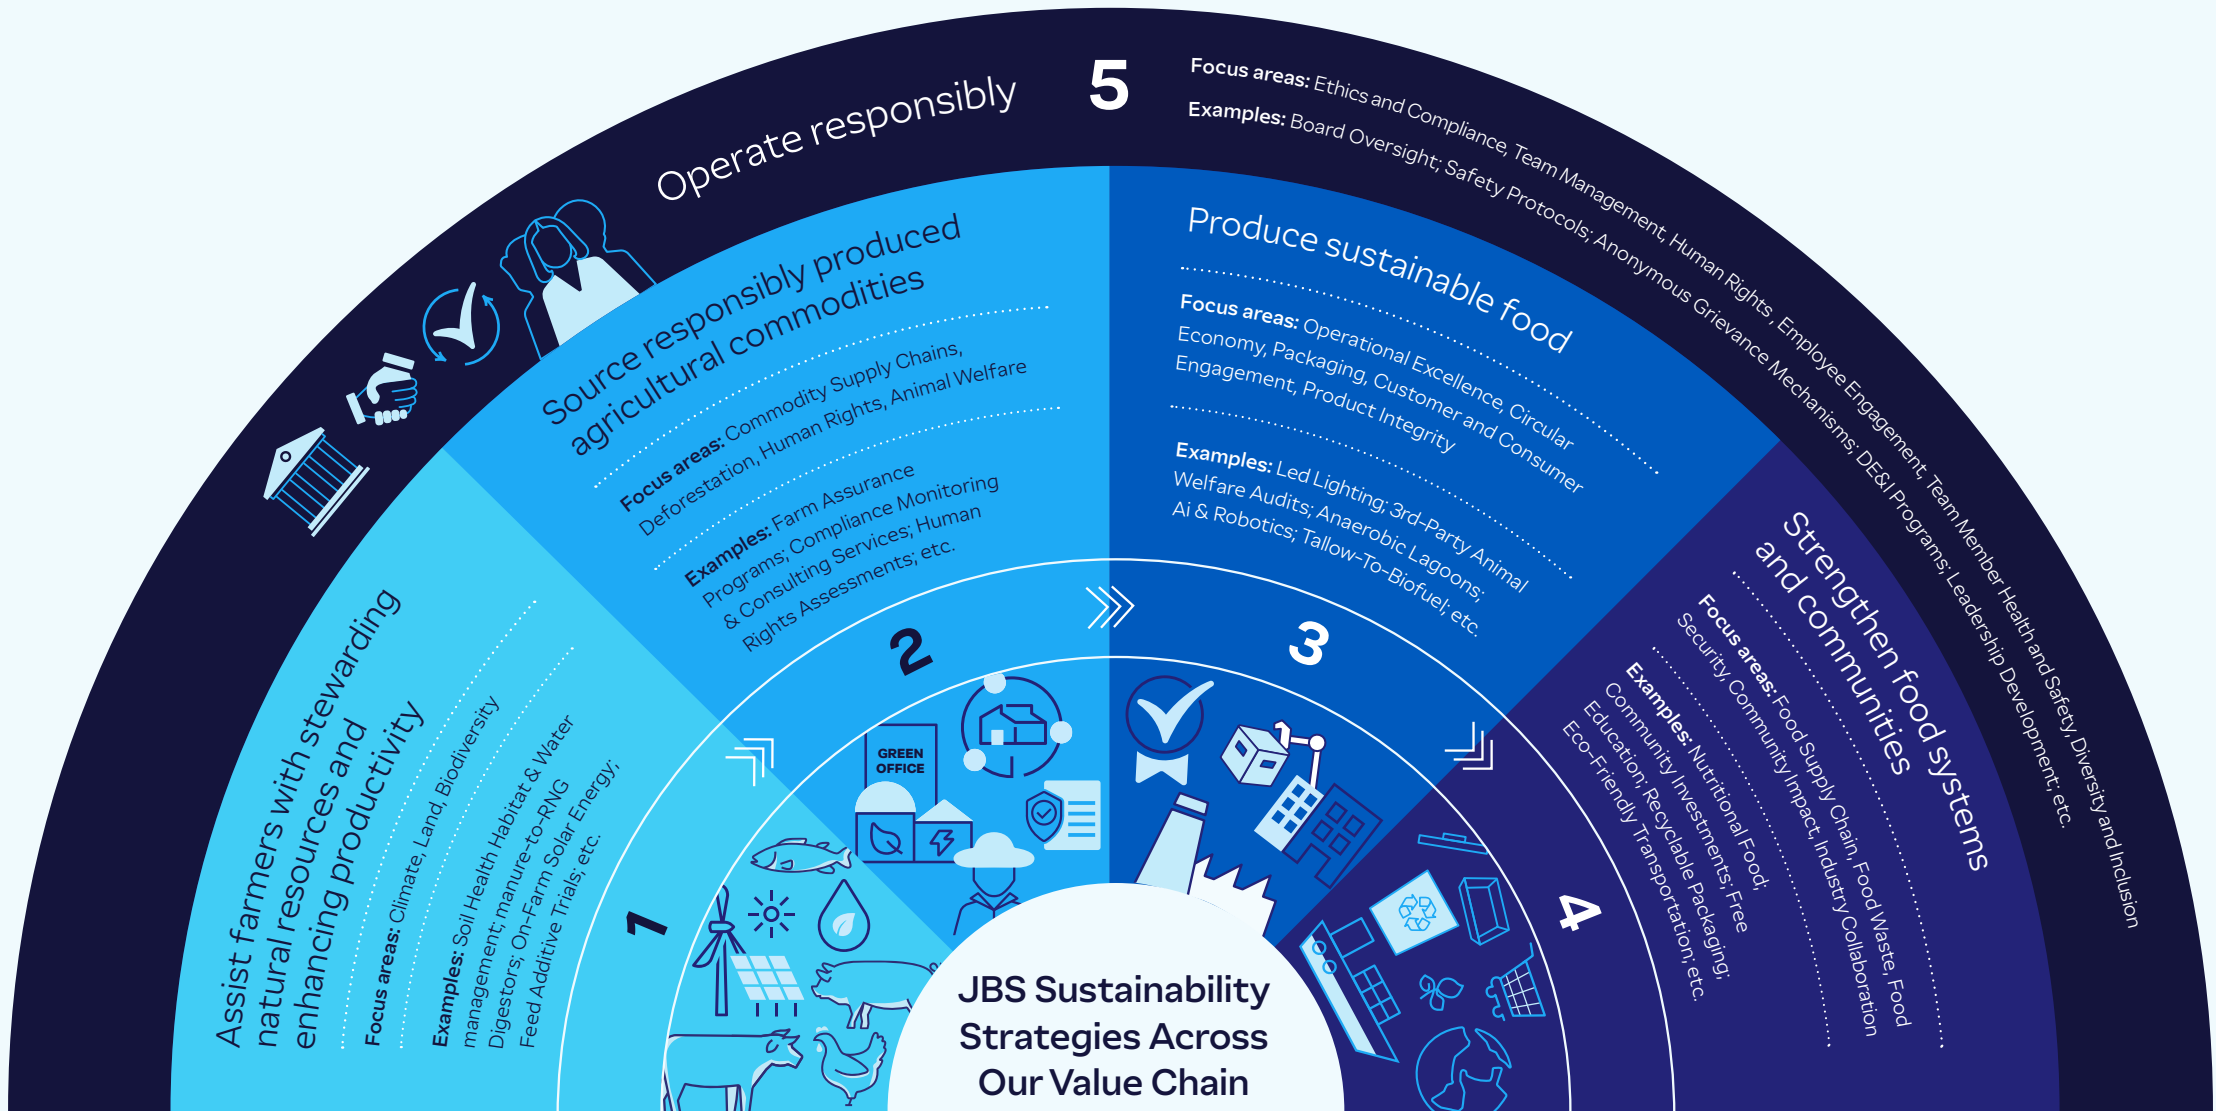 Operate responsibly
5
Focus areas: Ethics and Compliance, Team Management, Human Rights , Employee Engagement, Team Member Health and Safety, Diversity and Inclusion
Examples: Board Oversight; Safety Protocols; Anonymous Grievance Mechanisms; DE&I Programs; Leadership Development; etc.
Assist farmers with stewarding
natural resources and
enhancing productivity
Focus areas: Climate, Land, Biodiversity
Examples: Soil Health Habitat & Water
management; manure-to-RNG
Digestors; On-Farm Solar Energy;
Feed Additive Trials; etc.
1
Source responsibly produced
agricultural commodities
Focus areas: Commodity Supply Chains,
Deforestation, Human Rights, Animal Welfare
Examples: Farm Assurance
Programs; Compliance Monitoring
& Consulting Services; Human
Rights Assessments; etc.
2
GREEN
OFFICE
Produce sustainable food
Focus areas: Operational Excellence, Circular
Economy, Packaging, Customer and Consumer
Engagement, Product Integrity
Examples: Led Lighting; 3rd-Party Animal
Welfare Audits; Anaerobic Lagoons;
Ai & Robotics; Tallow-To-Biofuel; etc.
3
Strengthen food systems
and communities
Focus areas: Food Supply Chain, Food Waste, Food
Security, Community Impact, Industry Collaboration
Examples: Nutritional Food;
Community Investments; Free
Education; Recyclable Packaging;
Eco-Friendly Transportation; etc.
4
JBS Sustainability
Strategies Across
Our Value Chain